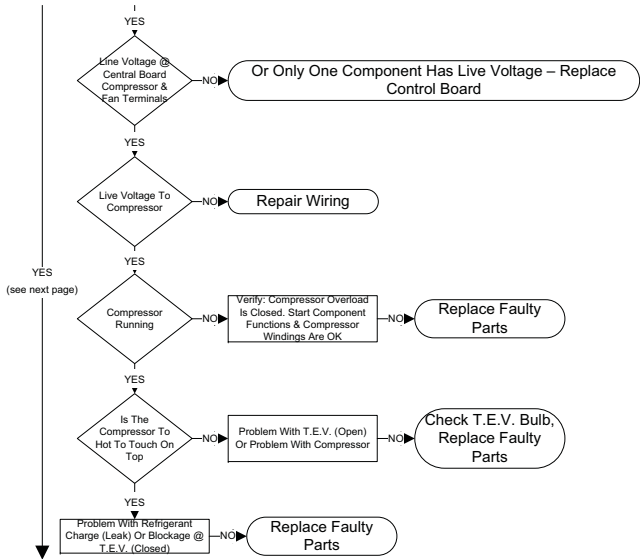 YES
Line Voltage @
Central Board
Compressor &
Fan Terminals
NO
Or Only One Component Has Live Voltage – Replace
Control Board
YES
Live Voltage To
Compressor
NO
Repair Wiring
YES
(see next page)
YES
Compressor
Running
NO
Verify: Compressor Overload
Is Closed. Start Component
Functions & Compressor
Windings Are OK
NO
Replace Faulty
Parts
YES
Is The
Compressor To
Hot To Touch On
Top
NO
Problem With T.E.V. (Open)
Or Problem With Compressor
NO
Check T.E.V. Bulb,
Replace Faulty
Parts
YES
Problem With Refrigerant
Charge (Leak) Or Blockage @
T.E.V. (Closed)
NO
Replace Faulty
Parts